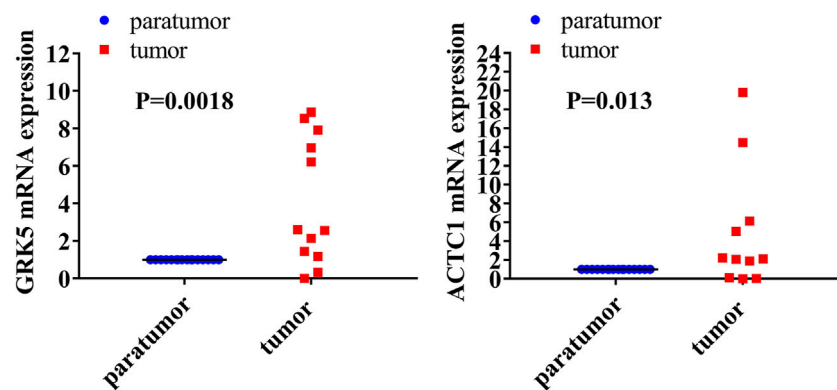 paratumor
tumor
GRK5 mRNA expression
12
10
8
6
4
2
0
P=0.0018
paratumor
tumor
paratumor
tumor
ACTC1 mRNA expression
24
22
20
18
16
14
12
10
8
6
4
2
0
P=0.013
paratumor
tumor